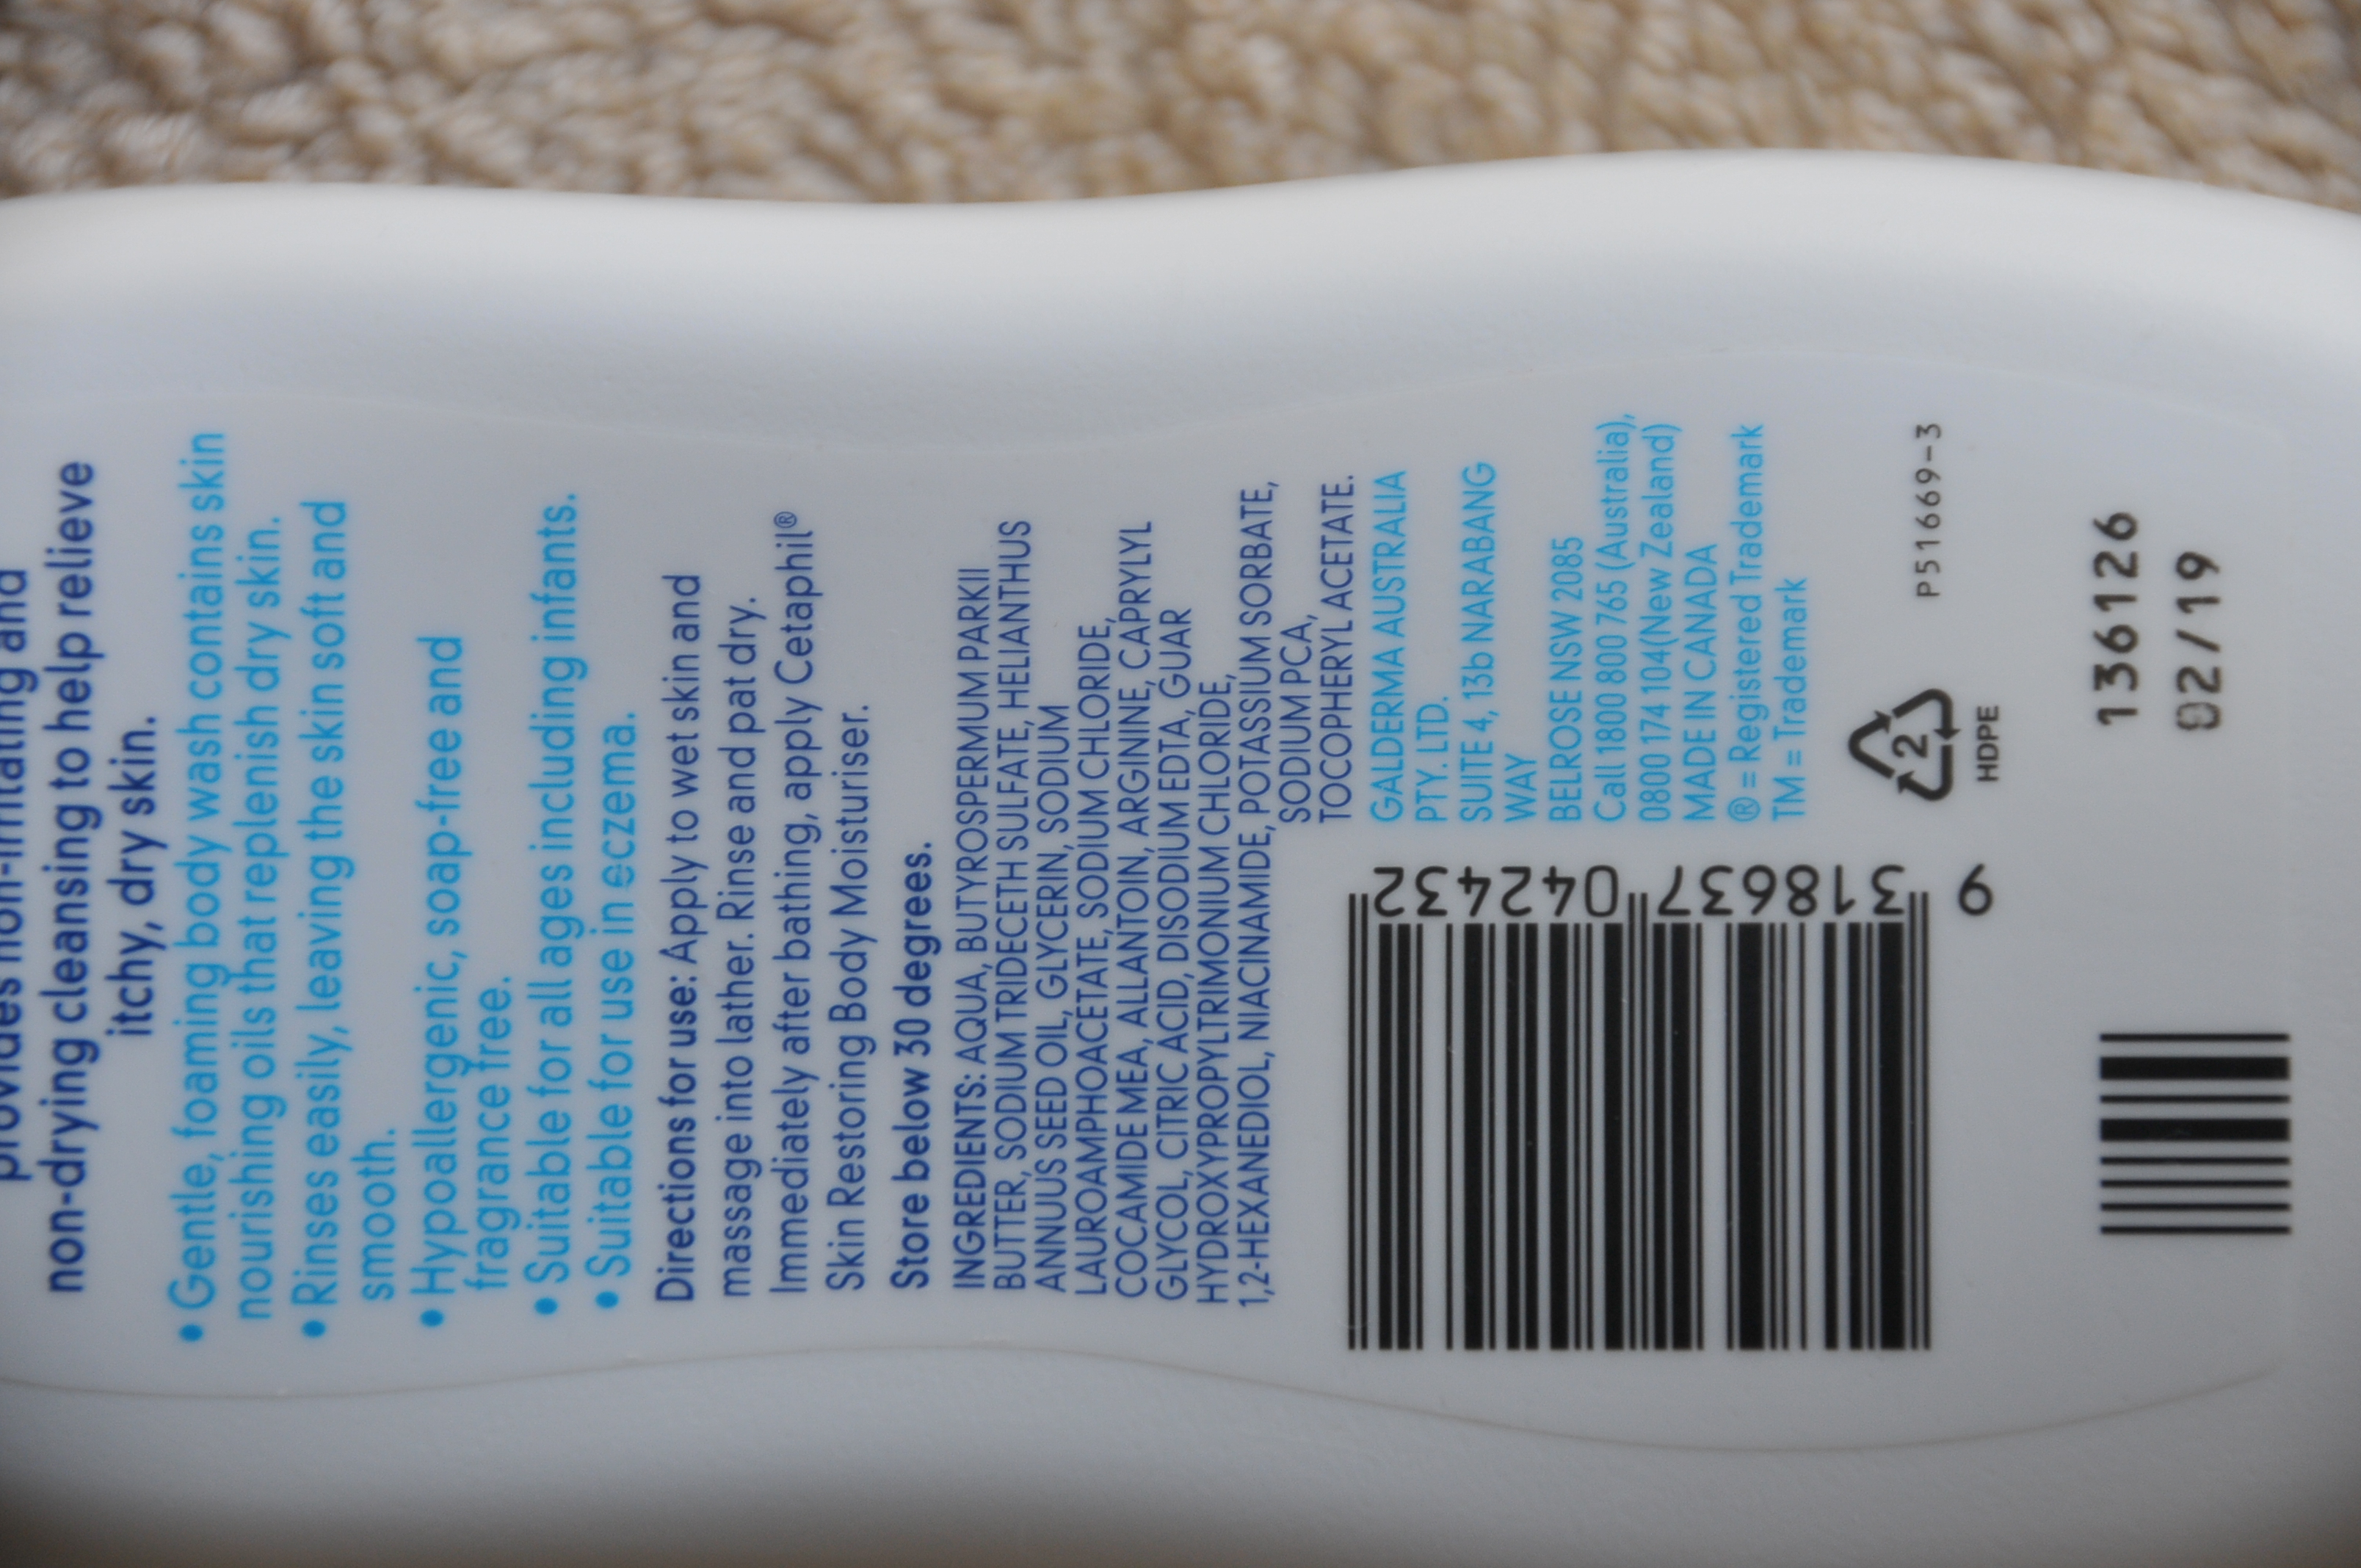 provides non-irritating and
non-drying cleansing to help relieve
itchy, dry skin.
• Gentle, foaming body wash contains skin
nourishing oils that replenish dry skin.
• Rinses easily, leaving the skin soft and
smooth.
• Hypoallergenic, soap-free and
fragrance free.
• Suitable for all ages including infants.
• Suitable for use in eczema.
Directions for use: Apply to wet skin and
massage into lather. Rinse and pat dry.
Immediately after bathing, apply Cetaphil®
Skin Restoring Body Moisturiser.
Store below 30 degrees.
INGREDIENTS: AQUA, BUTYROSPERMUM PARKII
BUTTER, SODIUM TRIDECETH SULFATE, HELIANTHUS
ANNUUS SEED OIL, GLYCERIN, SODIUM
LAUROAMPHOACETATE, SODIUM CHLORIDE,
COCAMIDE MEA, ALLANTOIN, ARGININE, CAPRYLYL
GLYCOL, CITRIC ACID, DISODIUM EDTA, GUAR
HYDROXYPROPYLTRIMONIUM CHLORIDE,
1,2-HEXANEDIOL, NIACINAMIDE, POTASSIUM SORBATE,
SODIUM PCA,
TOCOPHERYL ACETATE.
GALDERMA AUSTRALIA
PTY. LTD.
SUITE 4, 13b NARABANG
WAY
BELROSE NSW 2085
Call 1800 800 765 (Australia),
0800 174 104(New Zealand)
MADE IN CANADA
® = Registered Trademark
TM = Trademark
9 318637 042432
2
HDPE
P51669-3
136126
02/19